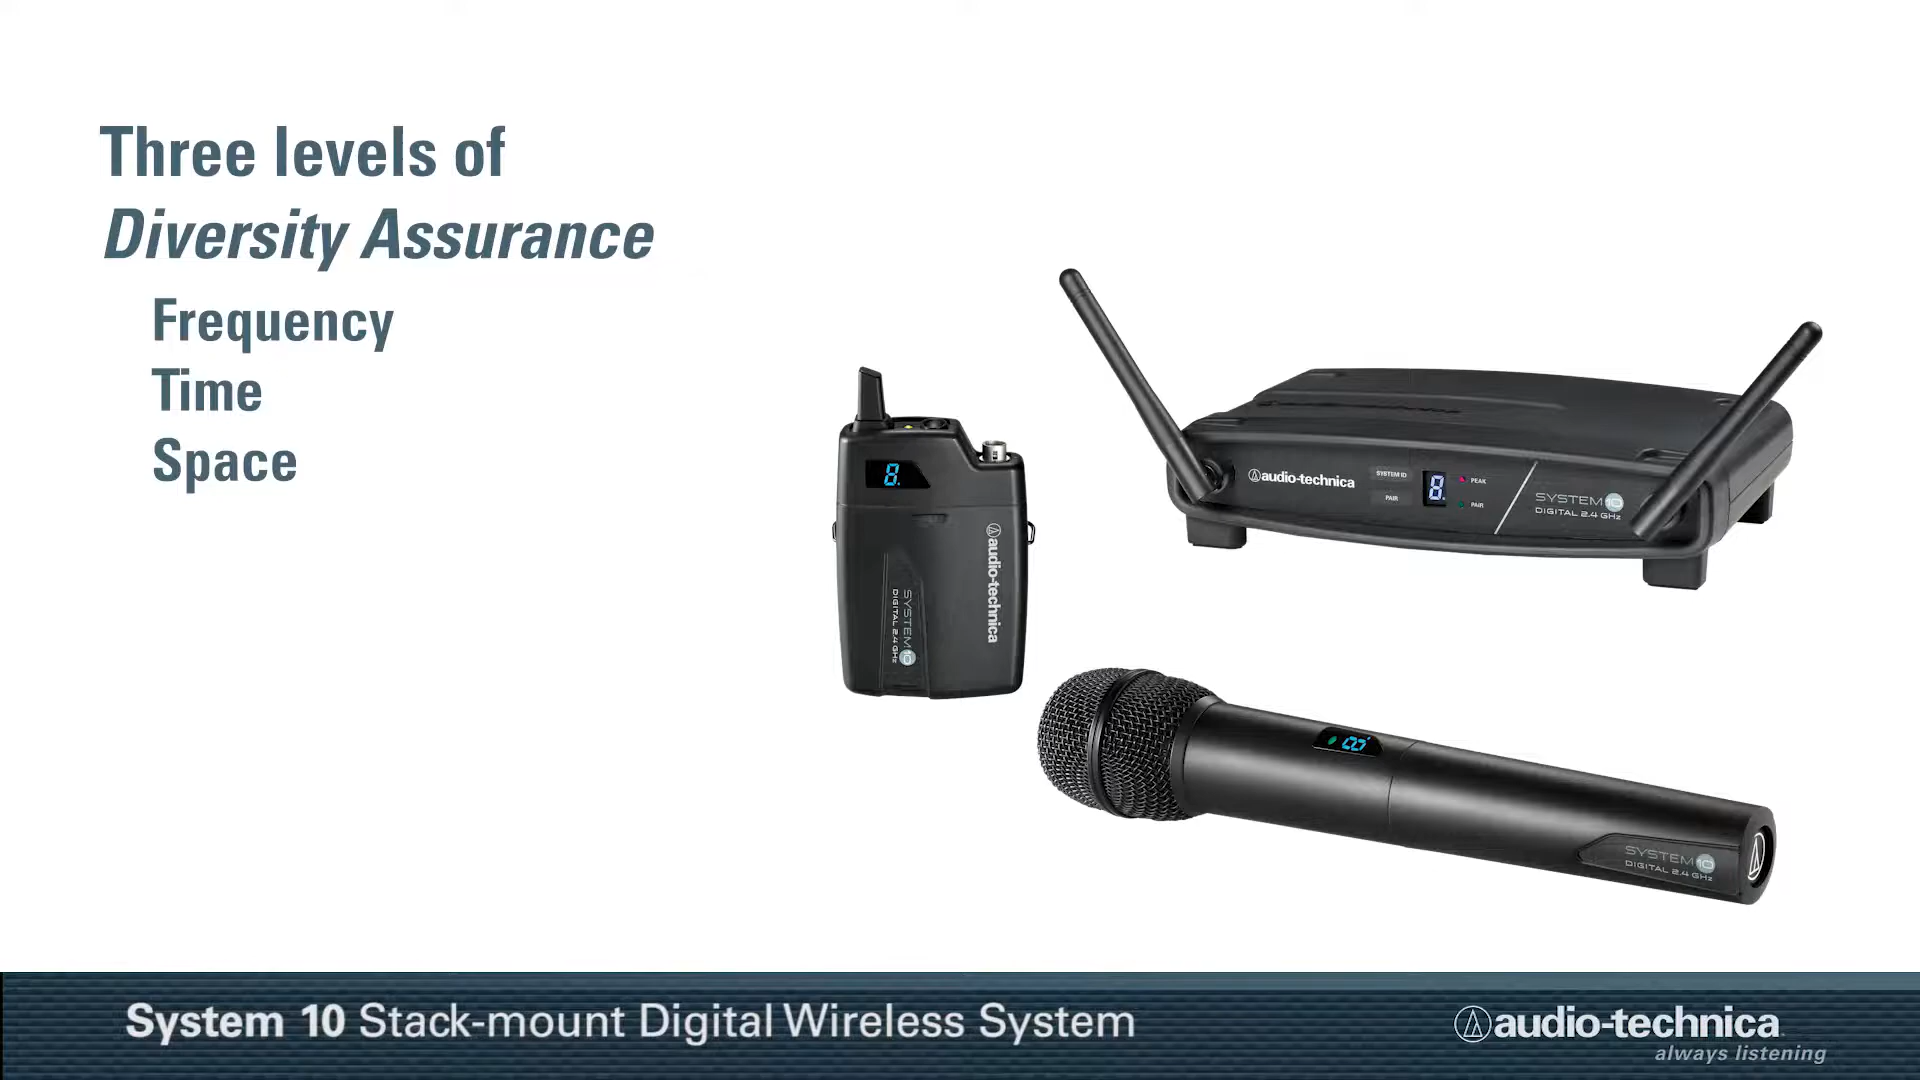 Three levels of
Diversity Assurance
Frequency
Time
Space
8.
audio-technica
SYSTEM 10
DIGITAL 2.4 GHz
audio-technica
SYSTEM ID
PAIR
8.
PEAK
PAIR
SYSTEM 10
DIGITAL 2.4 GHz
SYSTEM 10
DIGITAL 2.4 GHz
System 10 Stack-mount Digital Wireless System
audio-technica
always listening